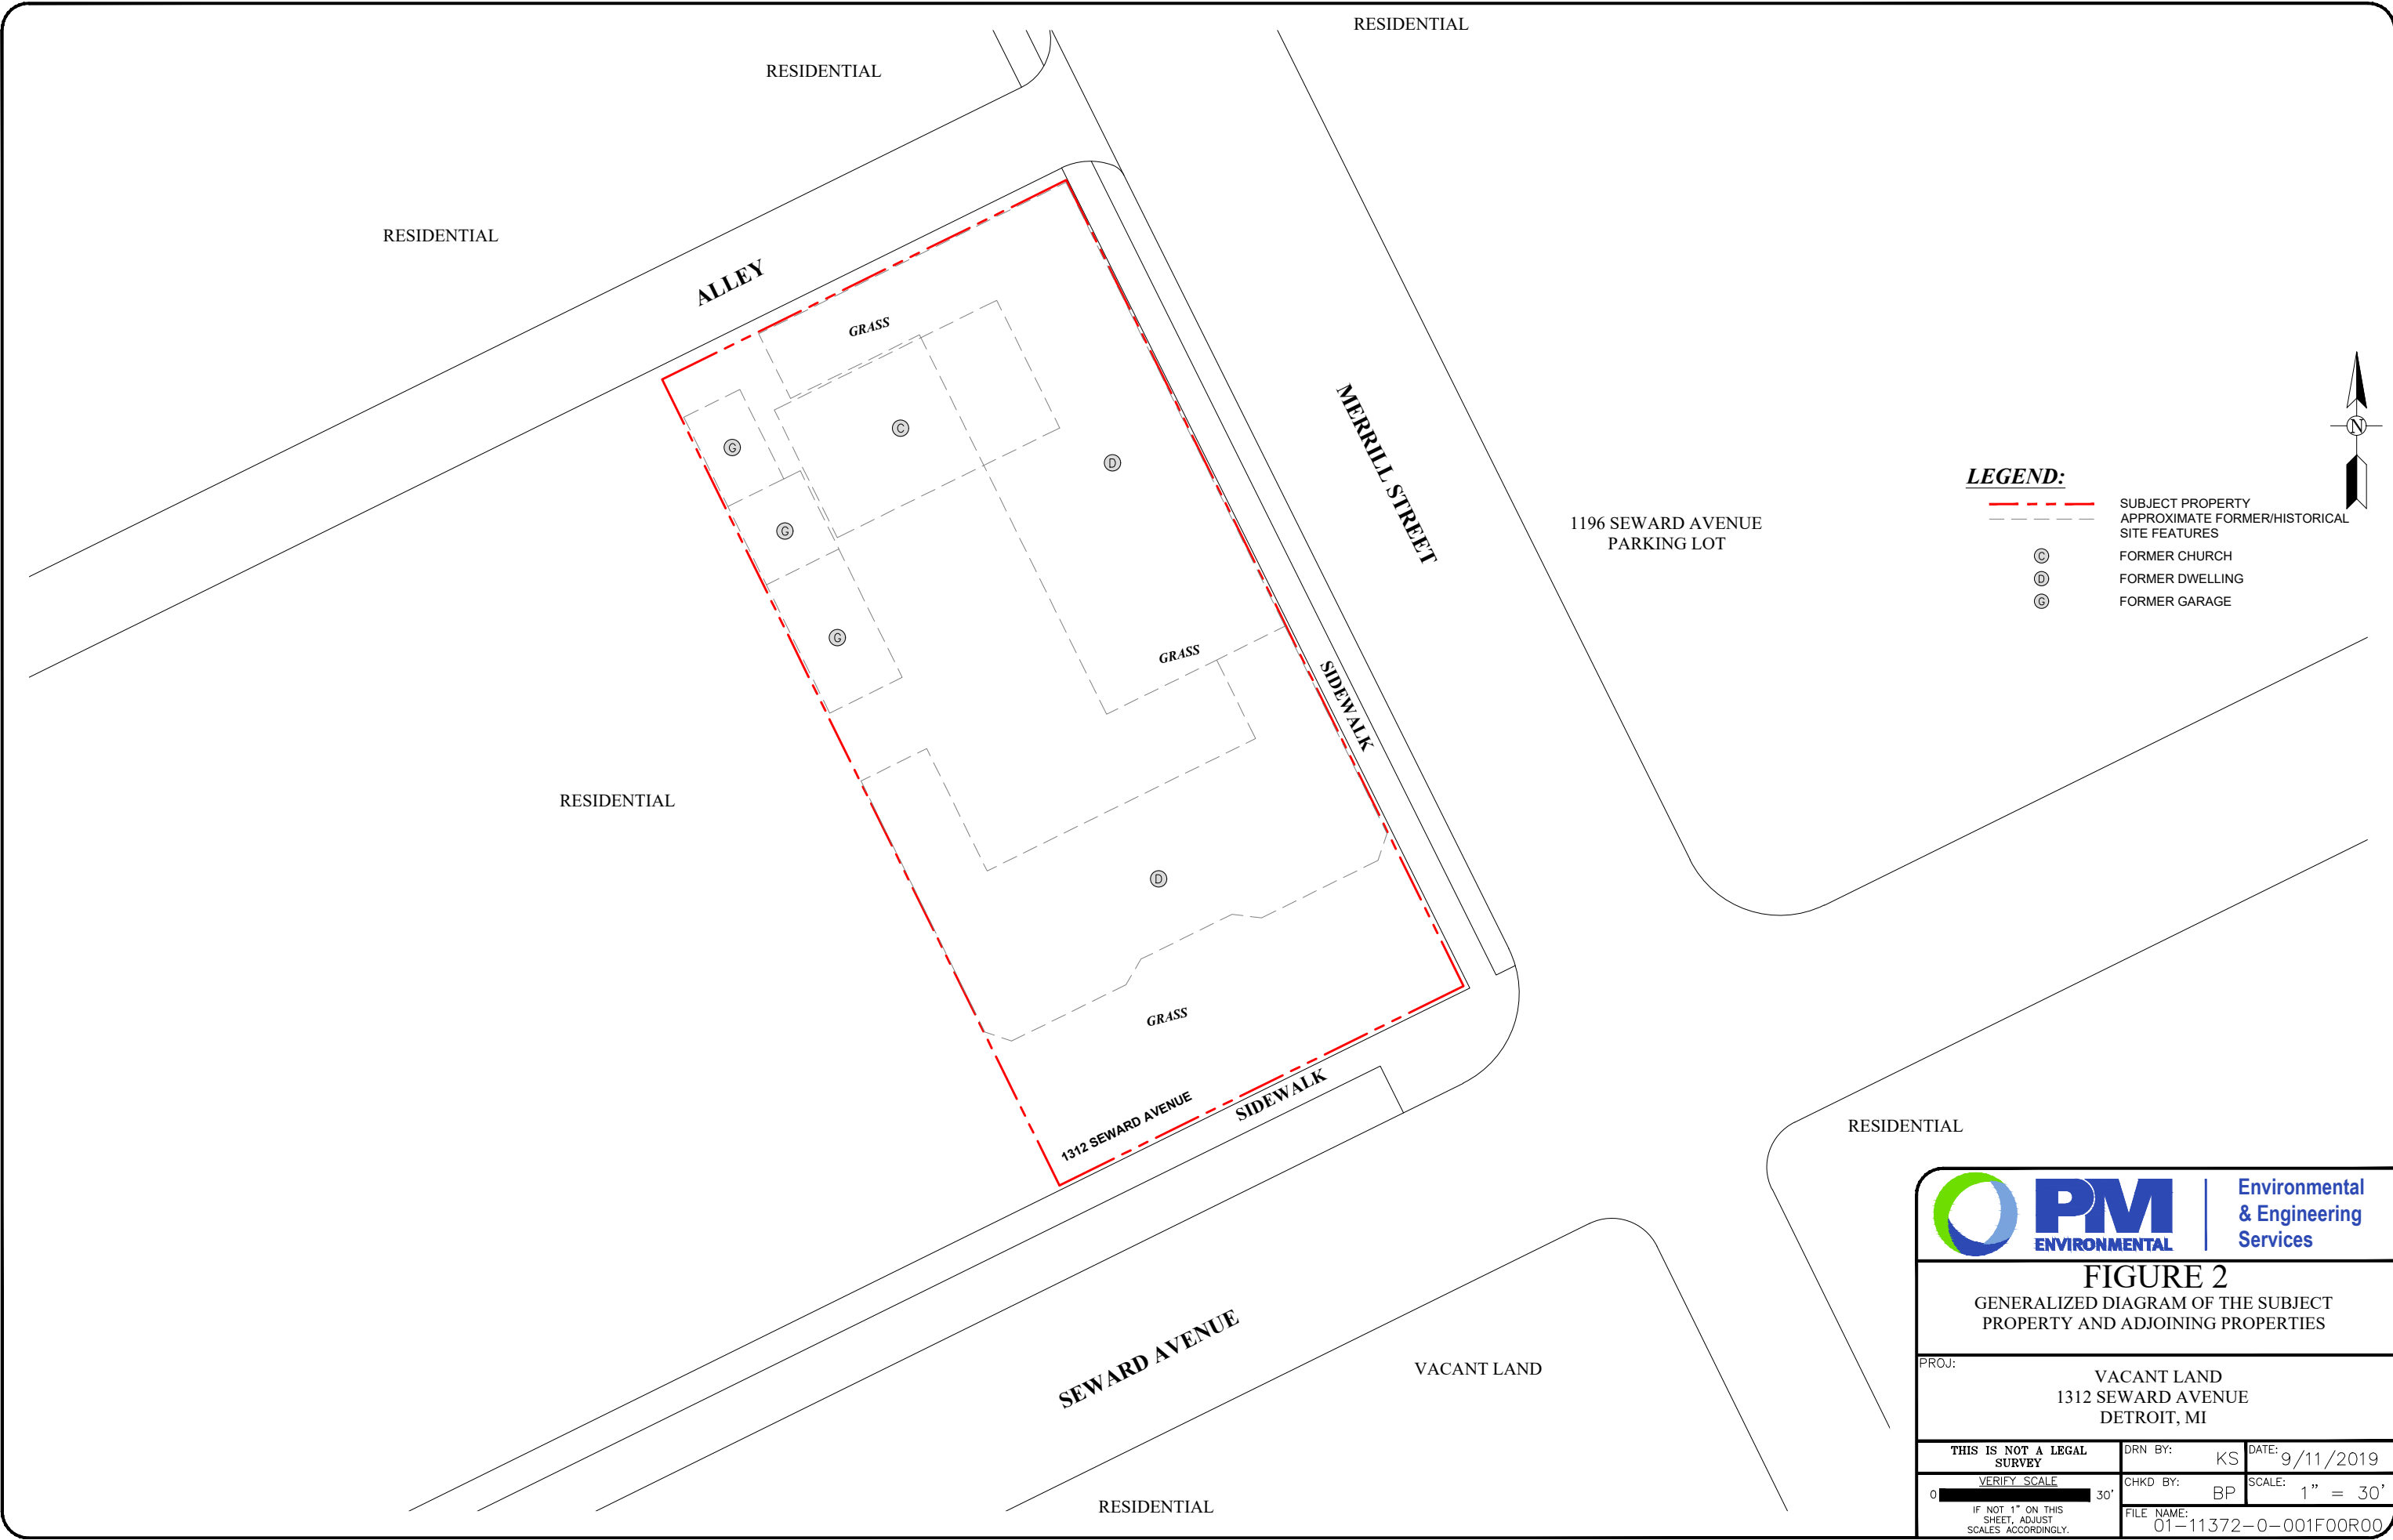 RESIDENTIAL
RESIDENTIAL
RESIDENTIAL
ALLEY
GRASS
MERRILL STREET
C
G
D
G
G
1196 SEWARD AVENUE
PARKING LOT
N
LEGEND:
SUBJECT PROPERTY
APPROXIMATE FORMER/HISTORICAL
SITE FEATURES
C FORMER CHURCH
D FORMER DWELLING
G FORMER GARAGE
GRASS
SIDEWALK
RESIDENTIAL
D
GRASS
1312 SEWARD AVENUE
SIDEWALK
RESIDENTIAL
SEWARD AVENUE
VACANT LAND
RESIDENTIAL
PM
ENVIRONMENTAL
Environmental
& Engineering
Services
FIGURE 2
GENERALIZED DIAGRAM OF THE SUBJECT
PROPERTY AND ADJOINING PROPERTIES
PROJ:
VACANT LAND
1312 SEWARD AVENUE
DETROIT, MI
THIS IS NOT A LEGAL
SURVEY
DRN BY: KS
DATE: 9/11/2019
VERIFY SCALE
0 30'
IF NOT 1" ON THIS
SHEET, ADJUST
SCALES ACCORDINGLY.
CHKD BY: BP
SCALE: 1" = 30'
FILE NAME:
01-11372-0-001F00R00